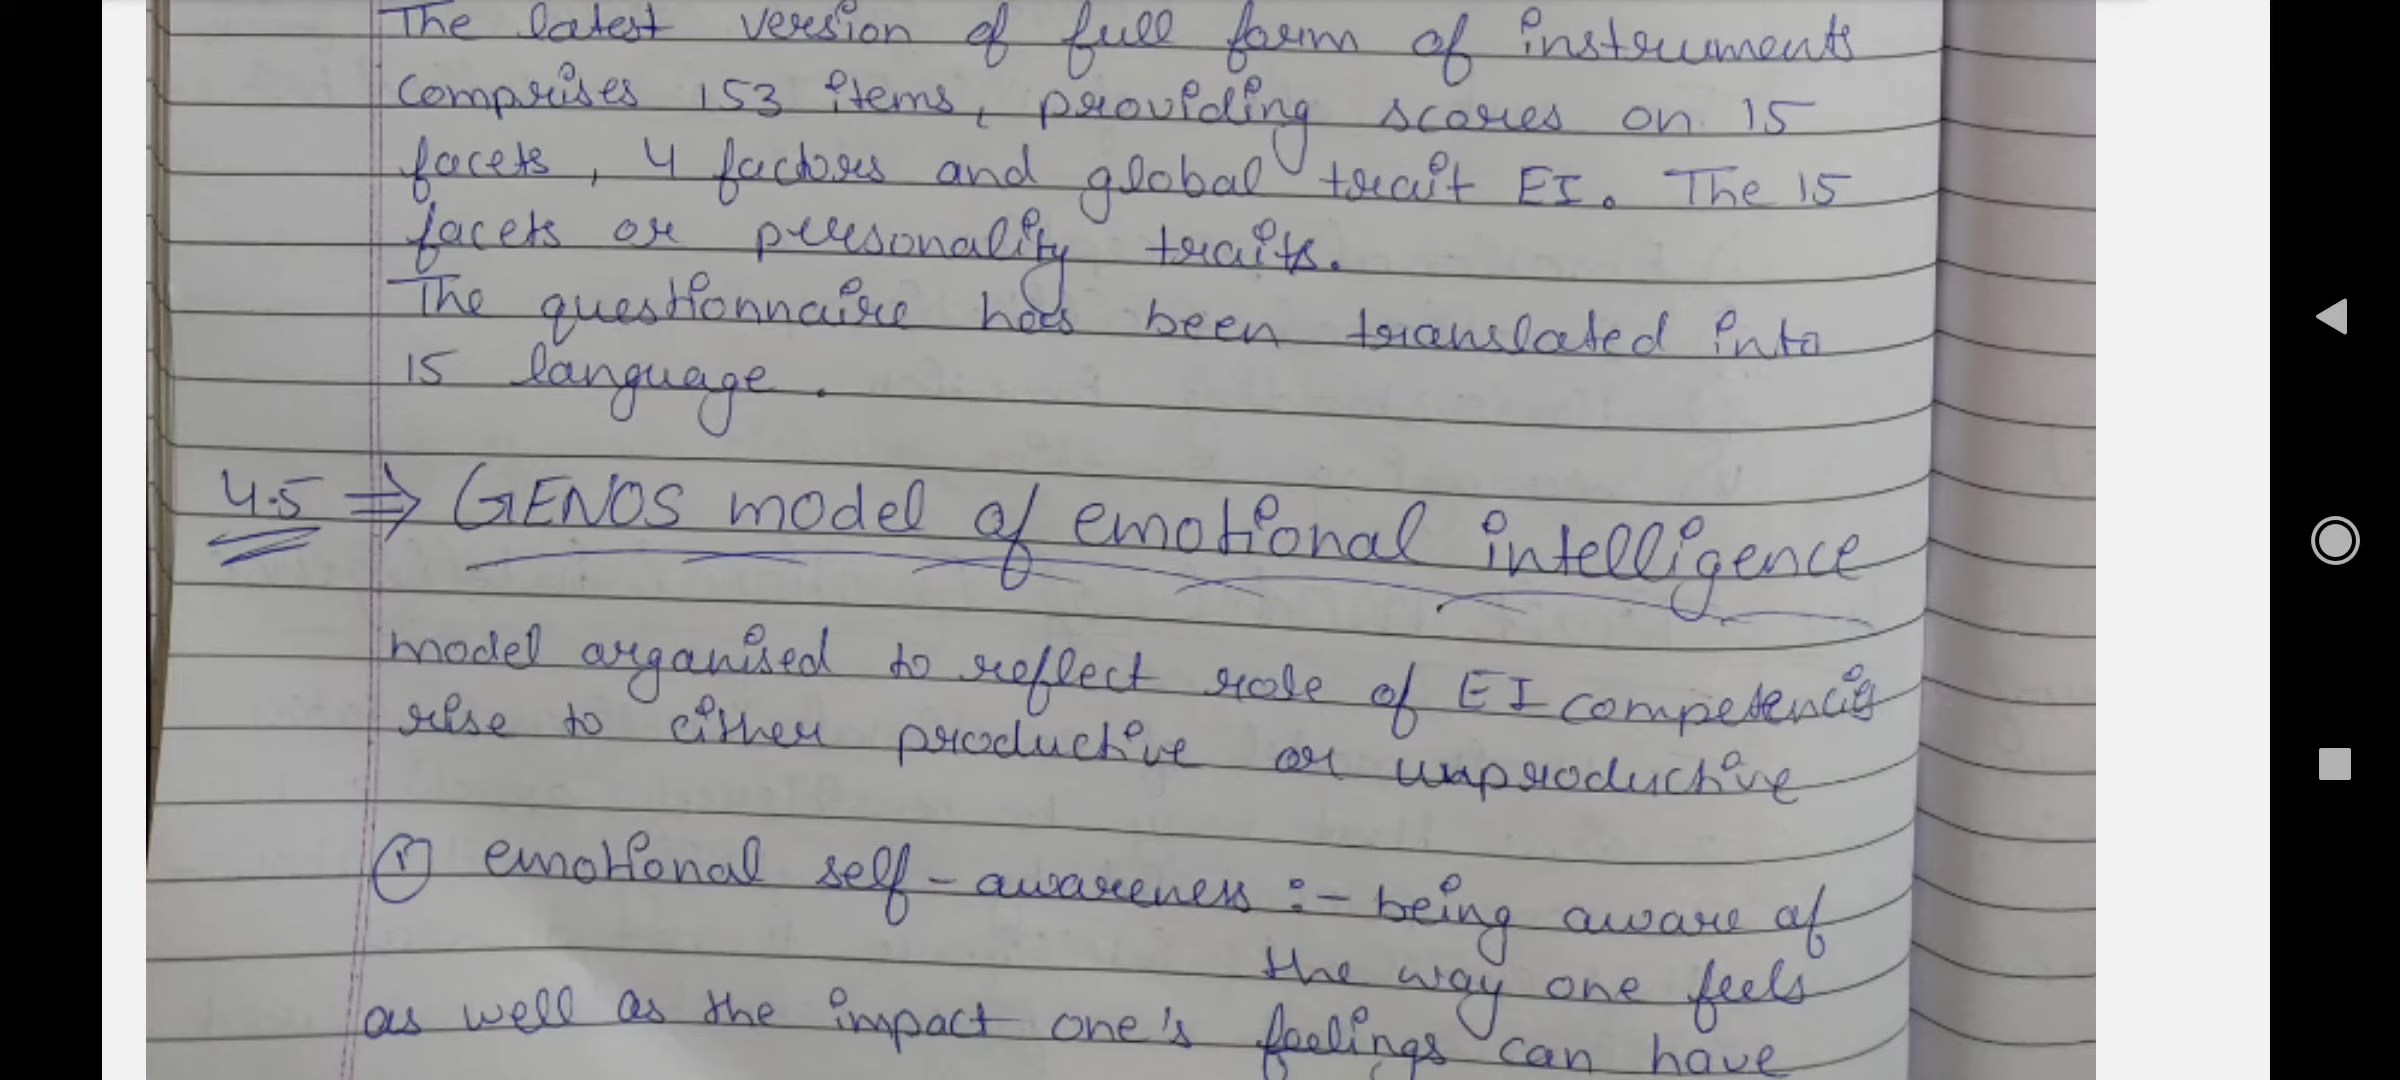 The latest version of full form of instruments
comprises 153 items, providing scores on 15
facets, 4 factors and global trait EI. The 15
facets or personality traits.
The questionnaire has been translated into
15 language.
4.5 ⇒ GENOS model of emotional intelligence
model organised to reflect role of EI competencies
rise to either productive or unproductive
① emotional self-awareness :- being aware of
the way one feels
as well as the impact one's feelings can have